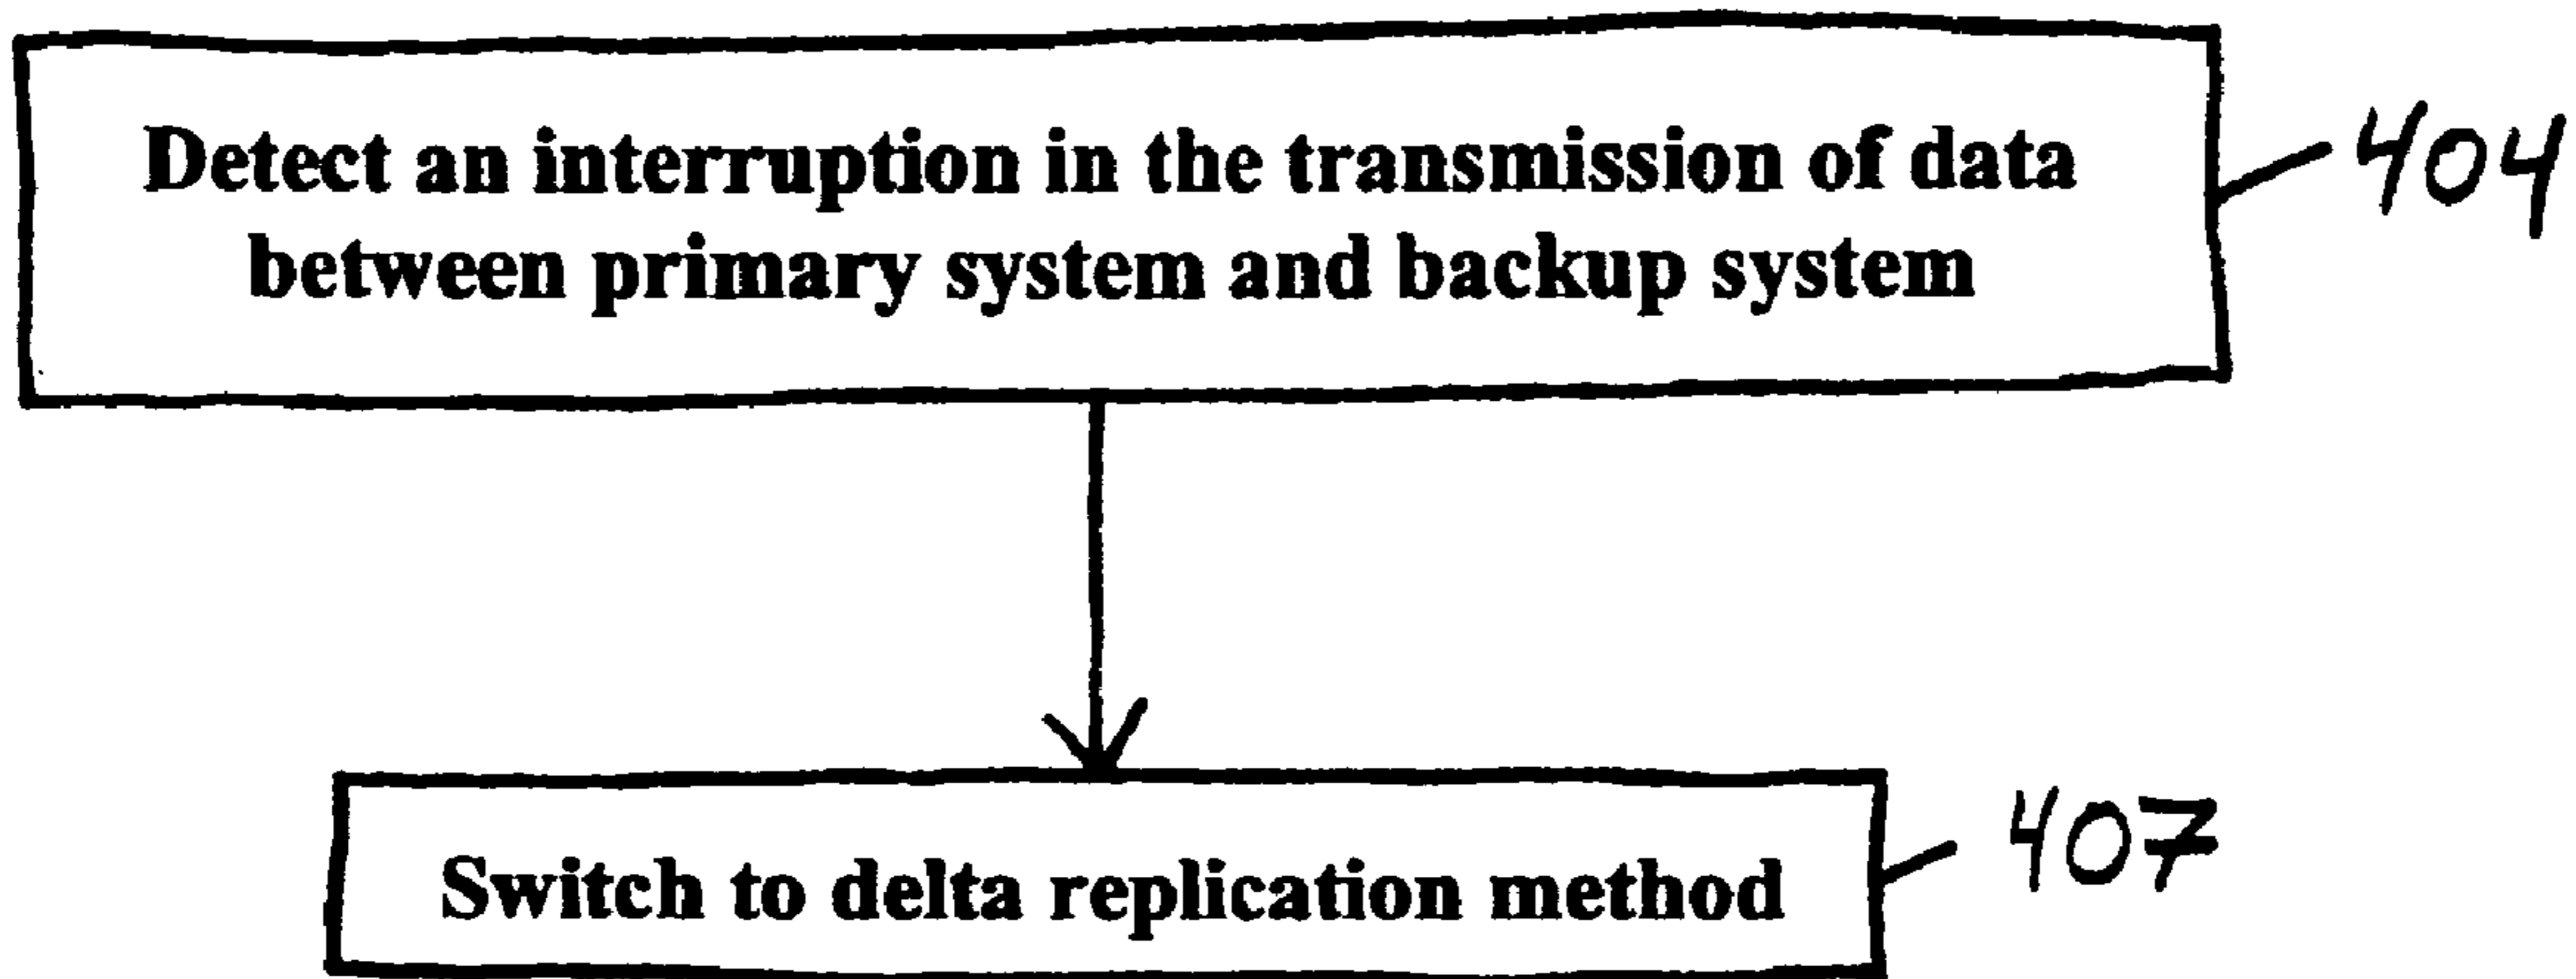 Detect an interruption in the transmission of data
between primary system and backup system
404
Switch to delta replication method
407